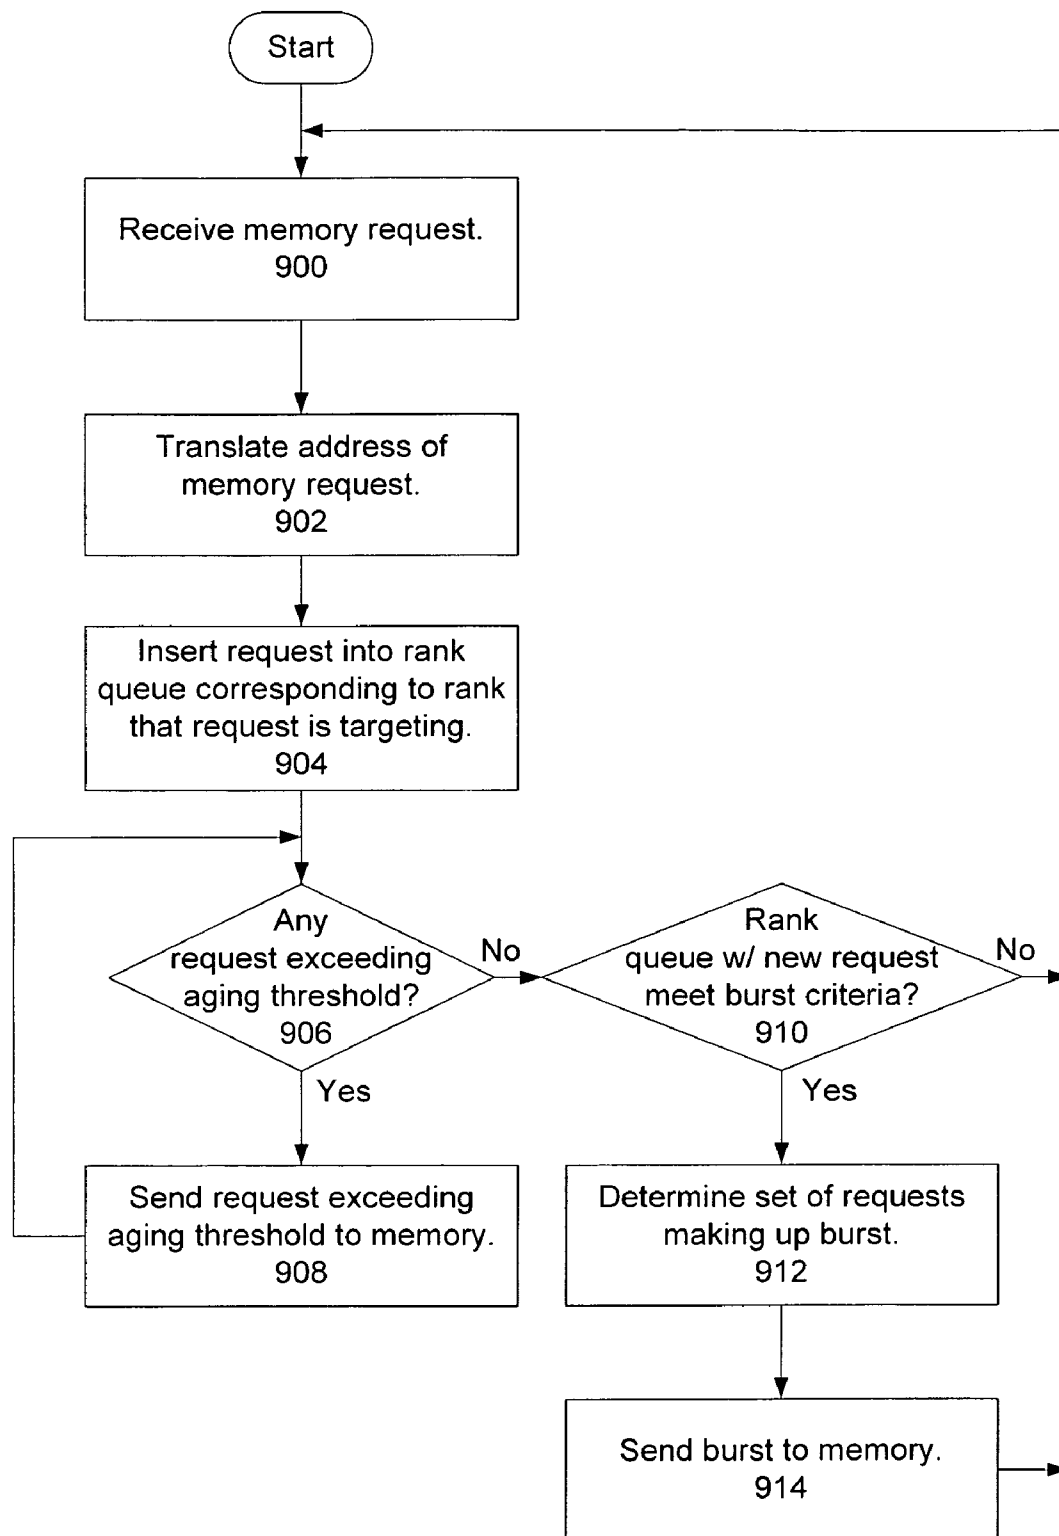 Start
Receive memory request.
900
Translate address of
memory request.
902
Insert request into rank
queue corresponding to rank
that request is targeting.
904
Any
request exceeding
aging threshold?
906
No
Yes
Rank
queue w/ new request
meet burst criteria?
910
No
Yes
Send request exceeding
aging threshold to memory.
908
Determine set of requests
making up burst.
912
Send burst to memory.
914